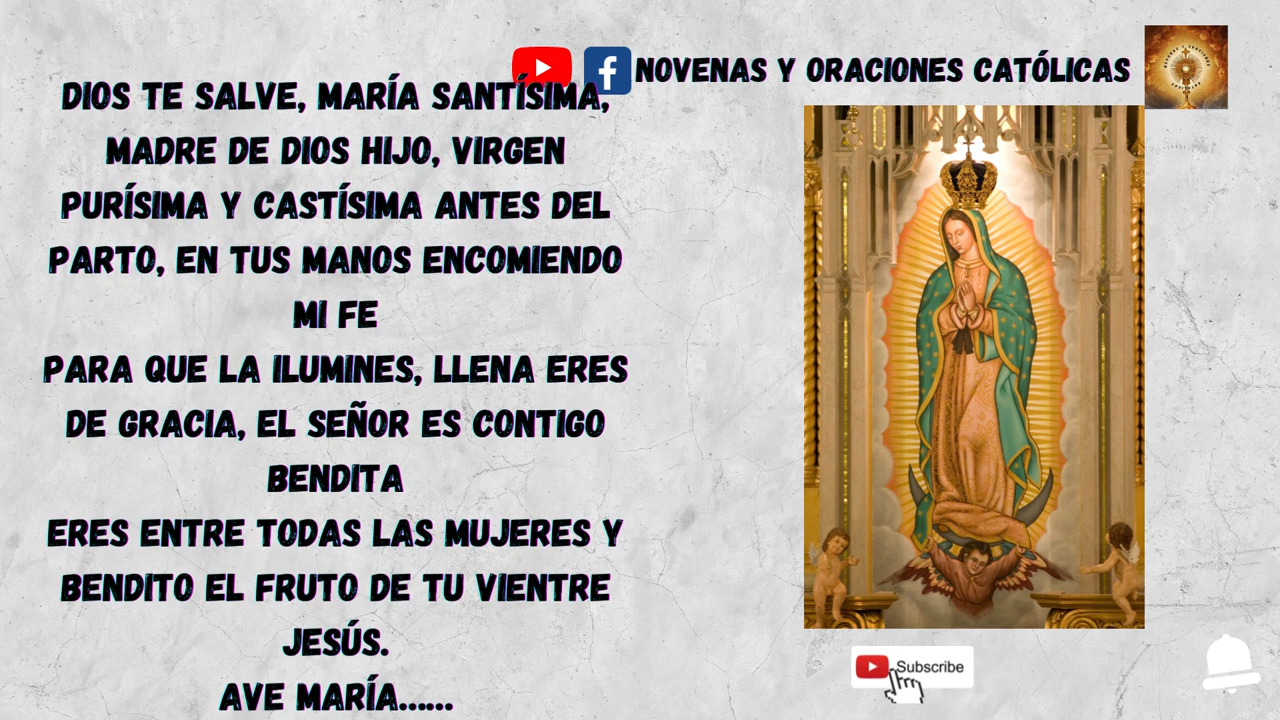 NOVENAS Y ORACIONES CATÓLICAS
DIOS TE SALVE, MARÍA SANTÍSIMA,
MADRE DE DIOS HIJO, VIRGEN
PURÍSIMA Y CASTÍSIMA ANTES DEL
PARTO, EN TUS MANOS ENCOMIENDO
MI FE
PARA QUE LA ILUMINES, LLENA ERES
DE GRACIA, EL SEÑOR ES CONTIGO
BENDITA
ERES ENTRE TODAS LAS MUJERES Y
BENDITO EL FRUTO DE TU VIENTRE
JESÚS.
AVE MARÍA......
Subscribe